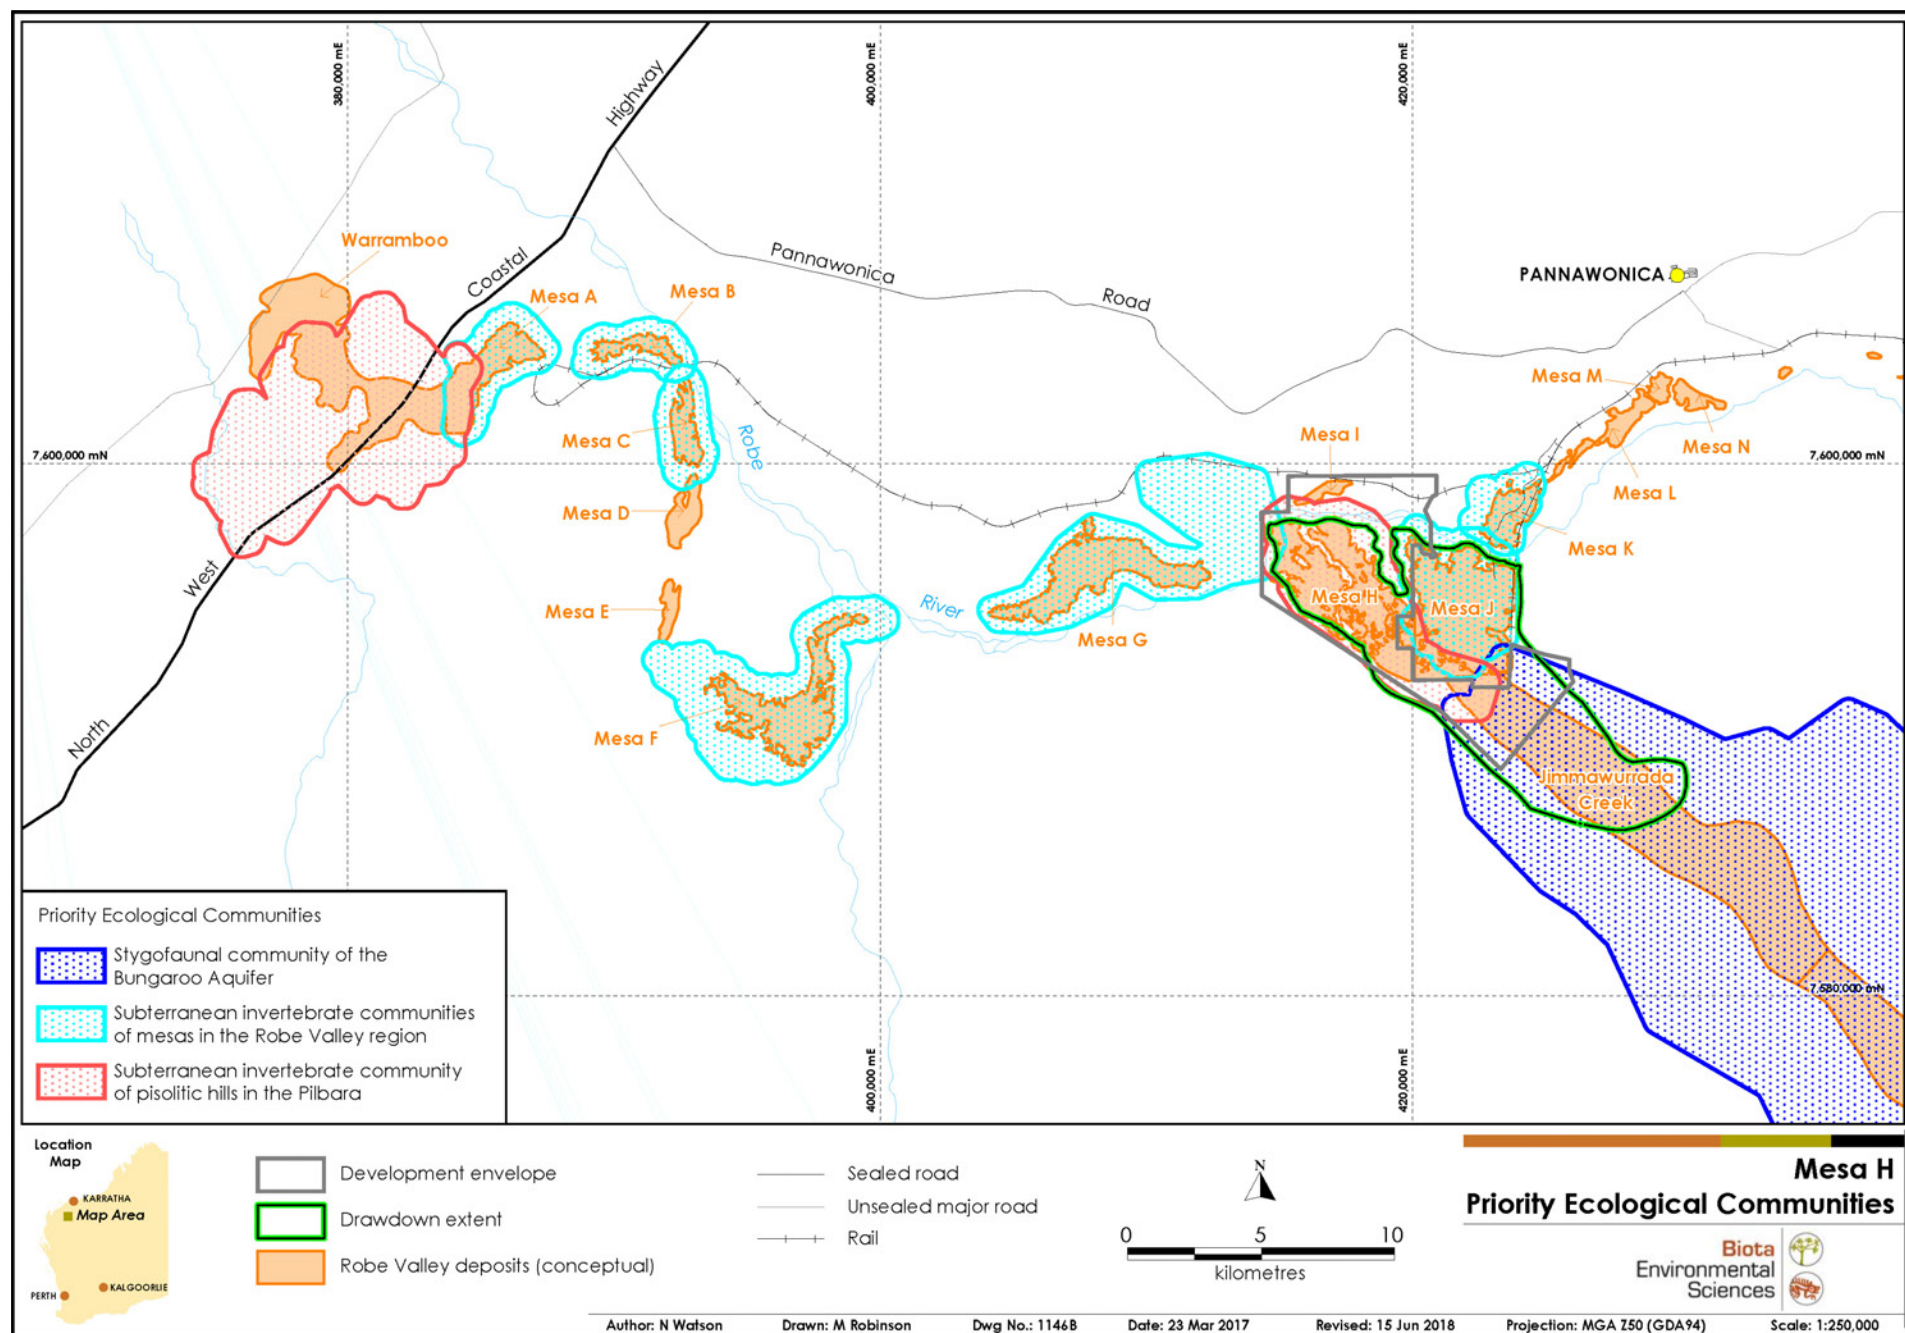 380,000 mE
400,000 mE
420,000 mE
Highway
Coastal
West
North
Warramboo
Mesa A
Mesa B
Pannawonica
Road
PANNAWONICA
Mesa C
Robe
Mesa I
Mesa M
Mesa N
Mesa L
7,600,000 mN
7,600,000 mN
Mesa D
Mesa K
Mesa E
River
Mesa G
Mesa H
Mesa J
Mesa F
Jimmawurrada
Creek
7,580,000 mN
400,000 mE
420,000 mE
Priority Ecological Communities
Stygofaunal community of the
Bungaroo Aquifer
Subterranean invertebrate communities
of mesas in the Robe Valley region
Subterranean invertebrate community
of pisolitic hills in the Pilbara
Location
Map
KARRATHA
Map Area
KALGOORLIE
PERTH
Development envelope
Drawdown extent
Robe Valley deposits (conceptual)
Sealed road
Unsealed major road
Rail
N
0 5 10
kilometres
Mesa H
Priority Ecological Communities
Biota
Environmental
Sciences
Author: N Watson Drawn: M Robinson Dwg No.: 1146B Date: 23 Mar 2017 Revised: 15 Jun 2018 Projection: MGA Z50 (GDA94) Scale: 1:250,000